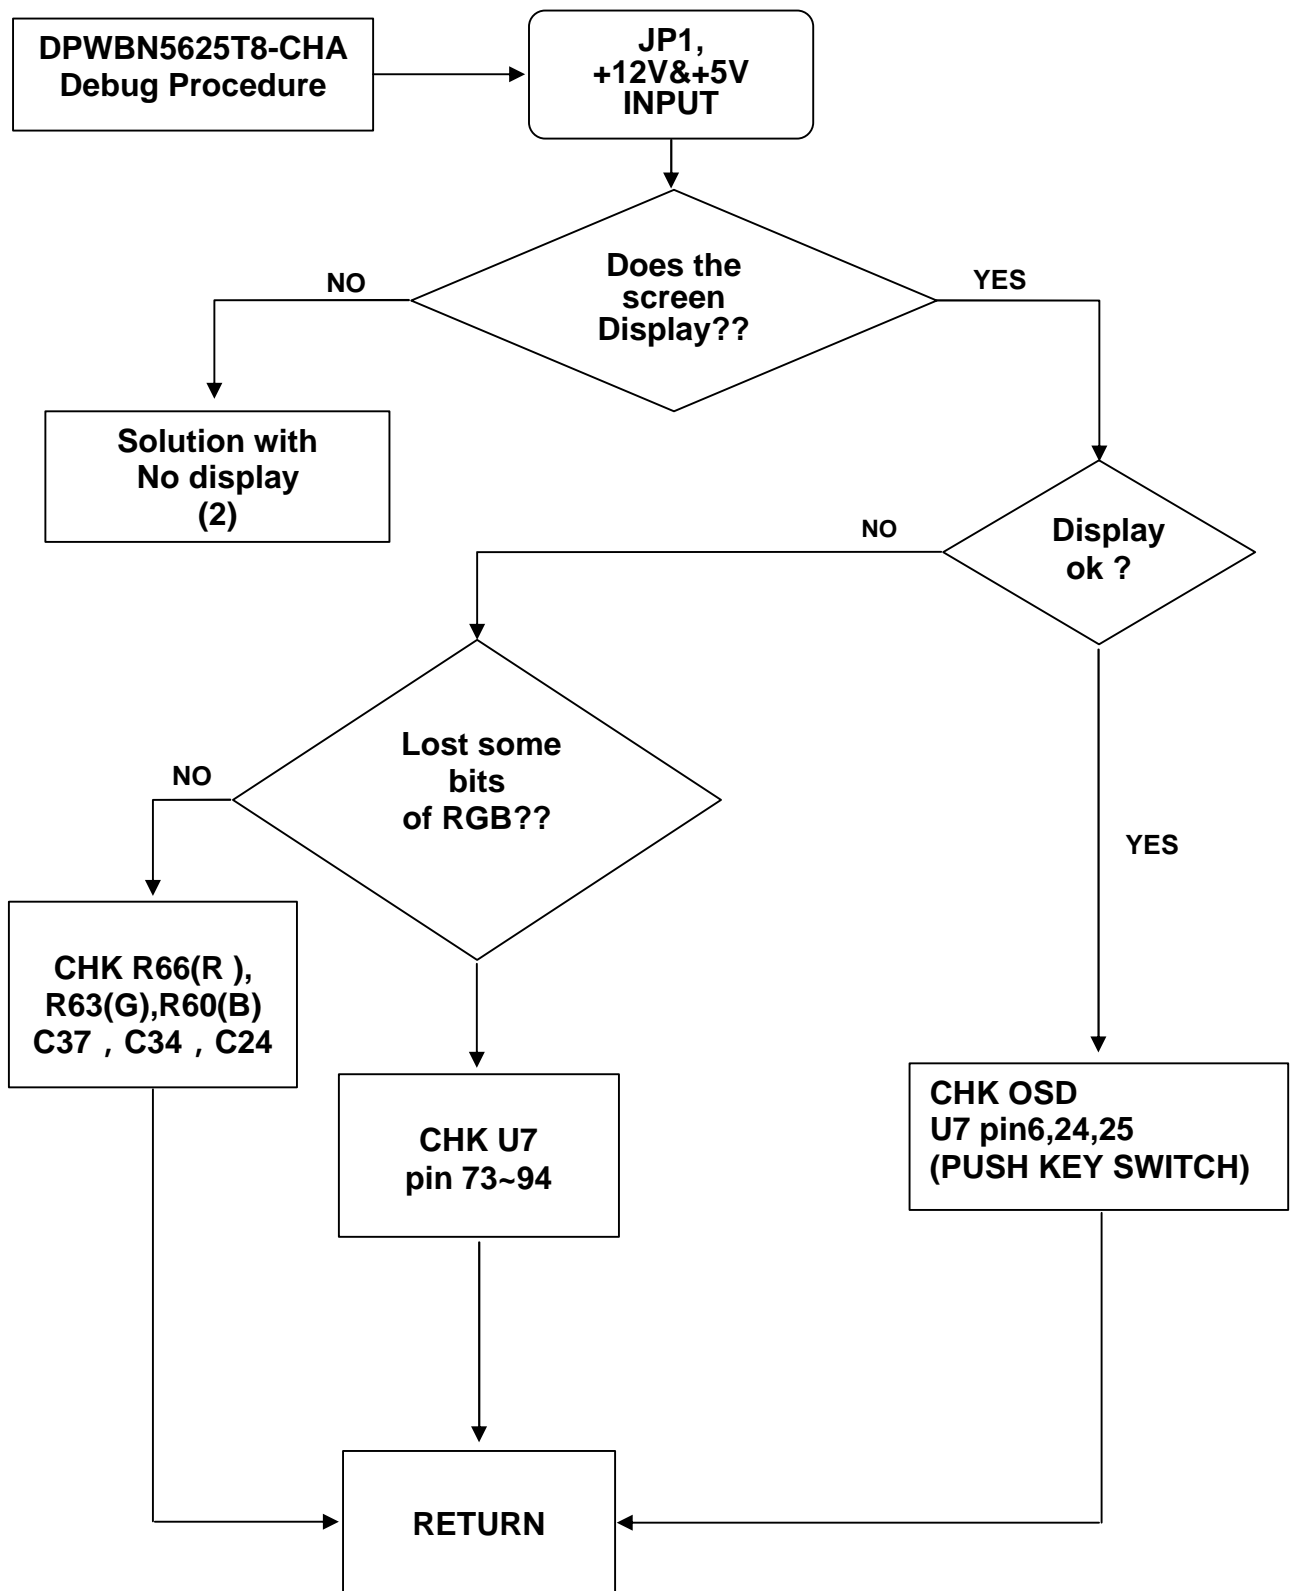 DPWBN5625T8-CHA
Debug Procedure
JP1,
+12V&+5V
INPUT
Does the
screen
Display??
NO
YES
Solution with
No display
(2)
Display
ok ?
NO
Lost some
bits
of RGB??
NO
YES
CHK R66(R ),
R63(G),R60(B)
C37 , C34 , C24
CHK U7
pin 73~94
CHK OSD
U7 pin6,24,25
(PUSH KEY SWITCH)
RETURN